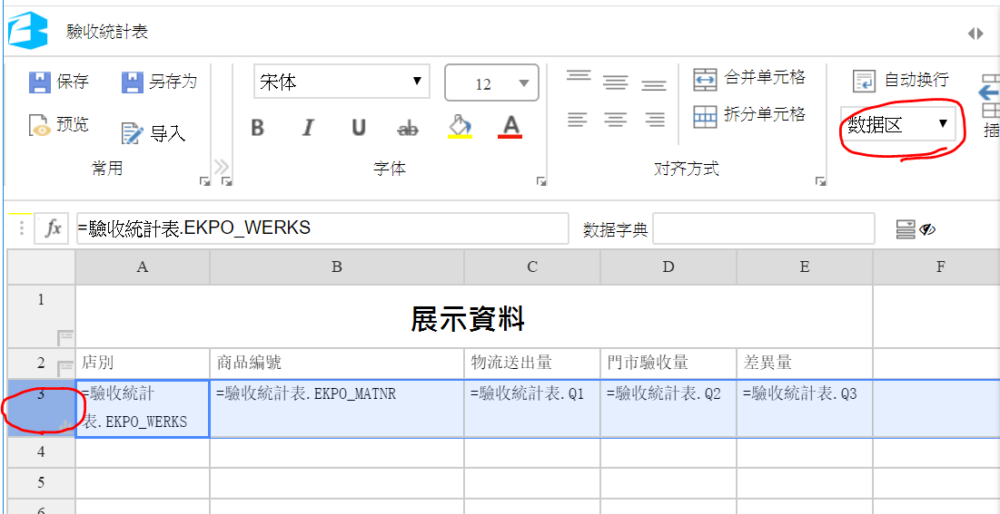 驗收統計表
保存 另存为 宋体 12 合并单元格 自动换行
预览 导入 B I U ab A 拆分单元格 数据区 插
常用 字体 对齐方式
fx =驗收統計表.EKPO_WERKS 数据字典
A B C D E F
1 展示資料
2 店別 商品編號 物流送出量 門市驗收量 差異量
3 =驗收統計 =驗收統計表.EKPO_MATNR =驗收統計表.Q1 =驗收統計表.Q2 =驗收統計表.Q3
表.EKPO_WERKS
4
5
6